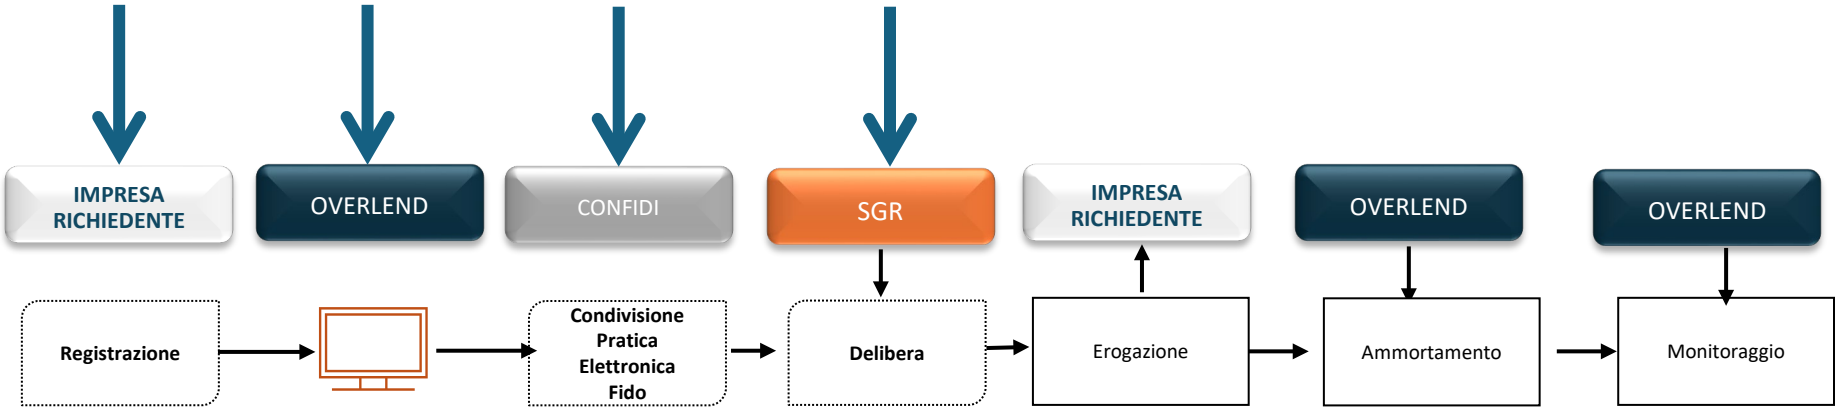 IMPRESA
RICHIEDENTE
OVERLEND
CONFIDI
SGR
IMPRESA
RICHIEDENTE
OVERLEND
OVERLEND
Registrazione
Condivisione
Pratica
Elettronica
Fido
Delibera
Erogazione
Ammortamento
Monitoraggio